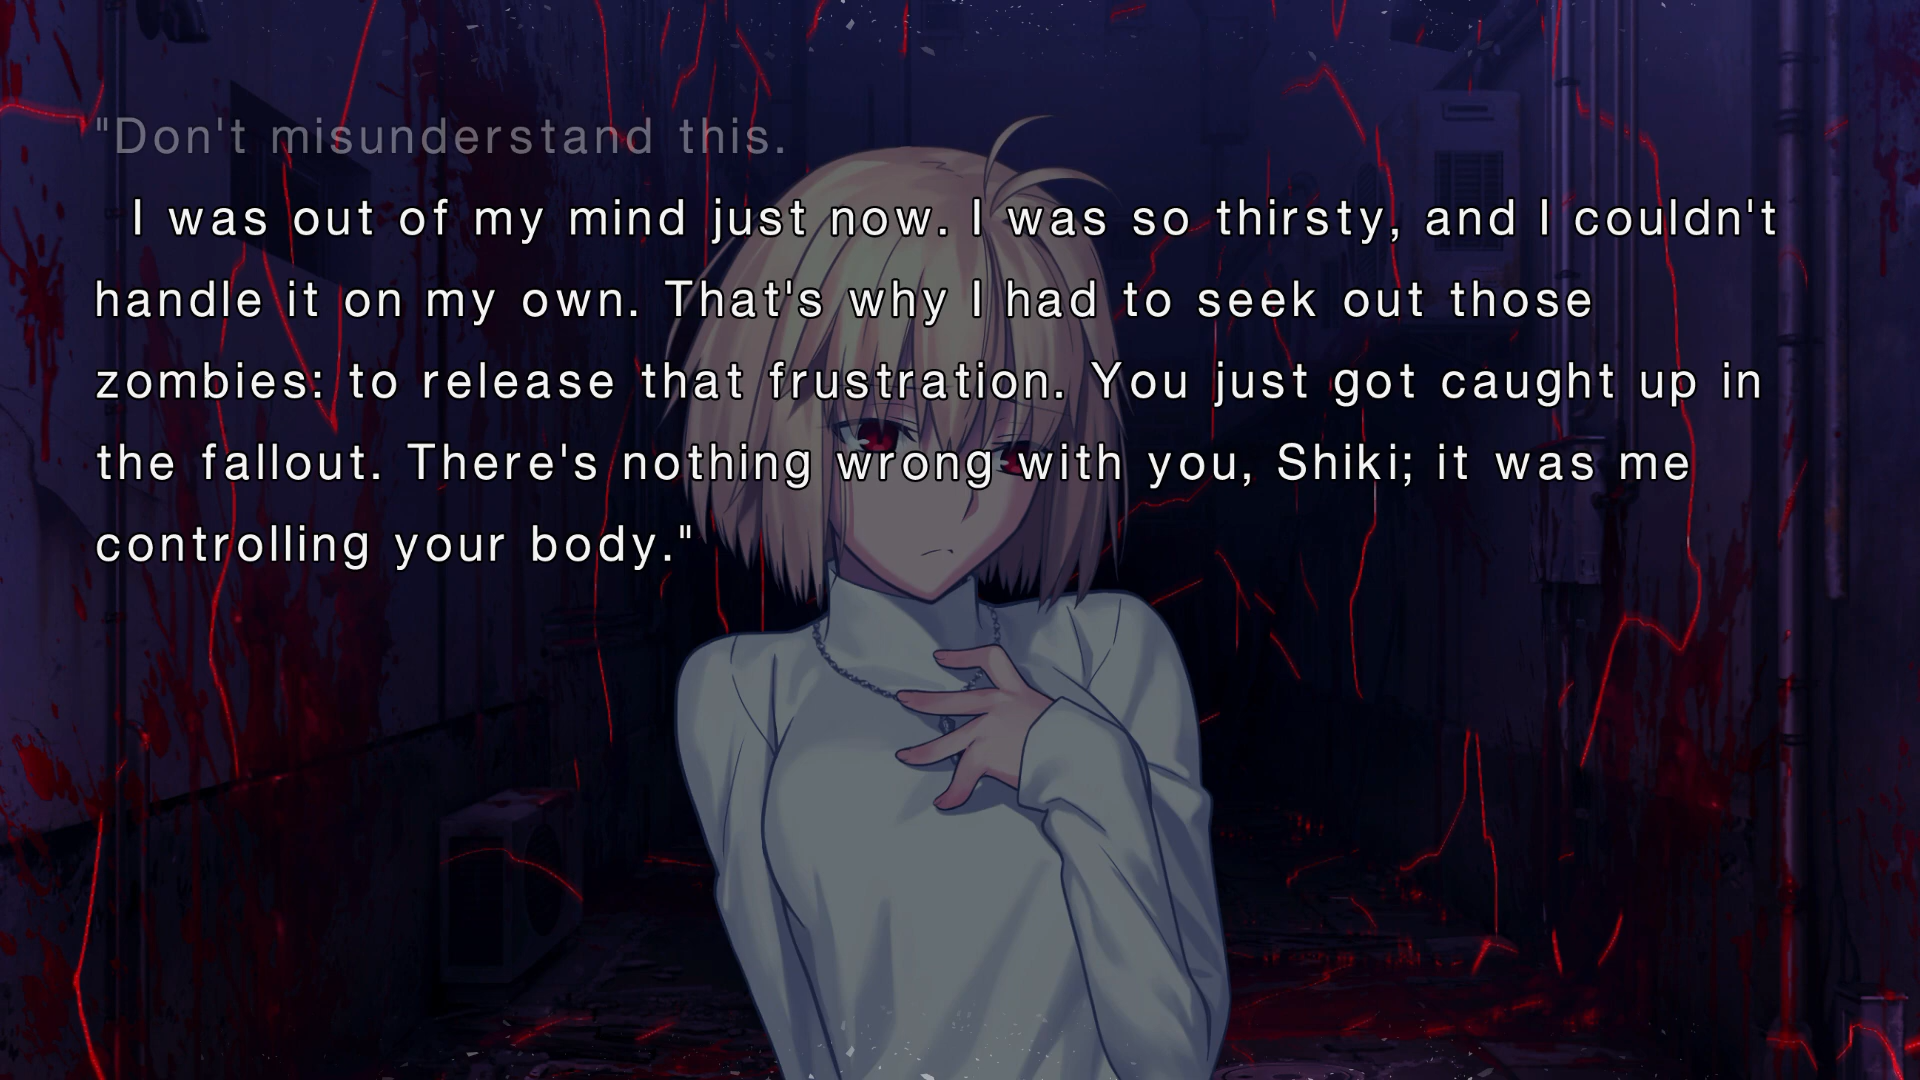 "Don't misunderstand this.
I was out of my mind just now. I was so thirsty, and I couldn't
handle it on my own. That's why I had to seek out those
zombies: to release that frustration. You just got caught up in
the fallout. There's nothing wrong with you, Shiki; it was me
controlling your body."